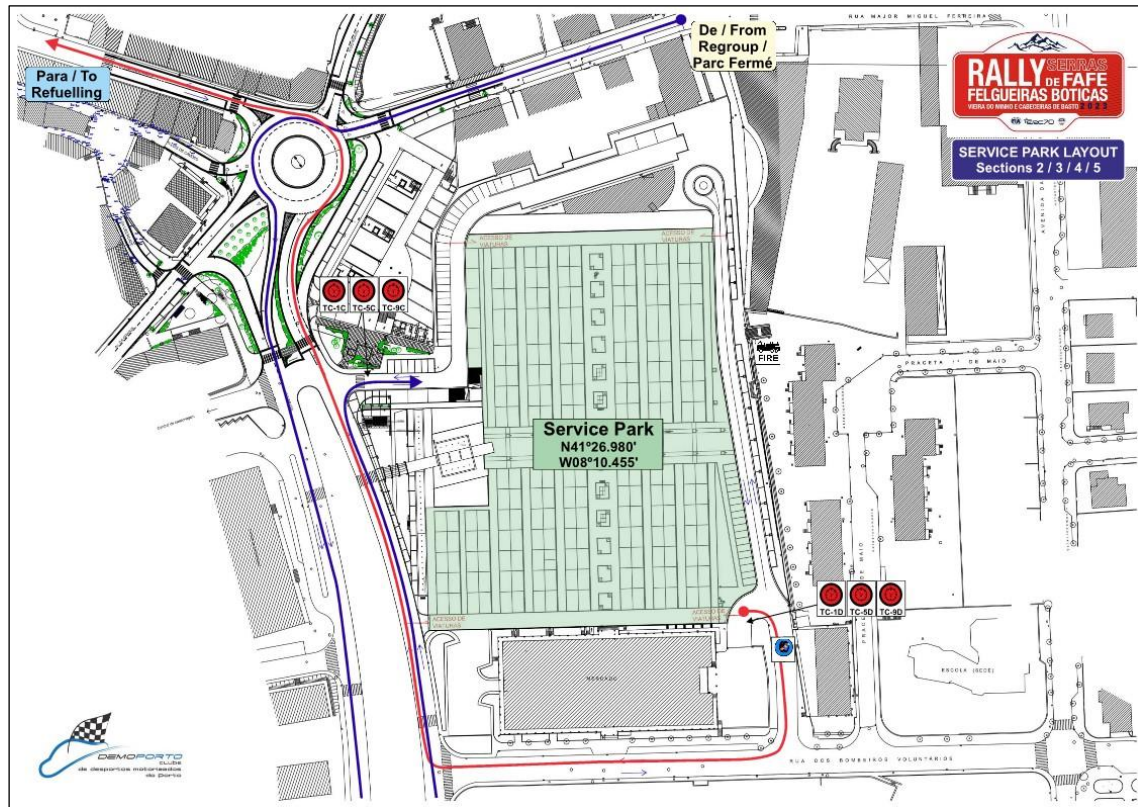 RUA MAJOR MIGUEL FERREIRA
De / From
Regroup /
Parc Fermé
Para / To
Refuelling
RALLY SERRAS
DE FAFE
FELGUEIRAS BOTICAS
VIEIRA DO MINHO E CABECEIRAS DE BASTO 2023
SERVICE PARK LAYOUT
Sections 2 / 3 / 4 / 5
AVENIDA DA
ACESSO DE
VIATURAS
ACESSO DE
VIATURAS
TC-1C TC-5C TC-9C
FIRE
PRACETA 1º DE MAIO
Service Park
N41º26.980'
W08º10.455'
TC-1D TC-5D TC-9D
ACESSO DE
VIATURAS
ACESSO DE
VIATURAS
MERCADO
ESCOLA (SEDE)
RUA DOS BOMBEIROS VOLUNTARIOS
DEMOPORTO
CLUBE
de desportos motorizados
do porto